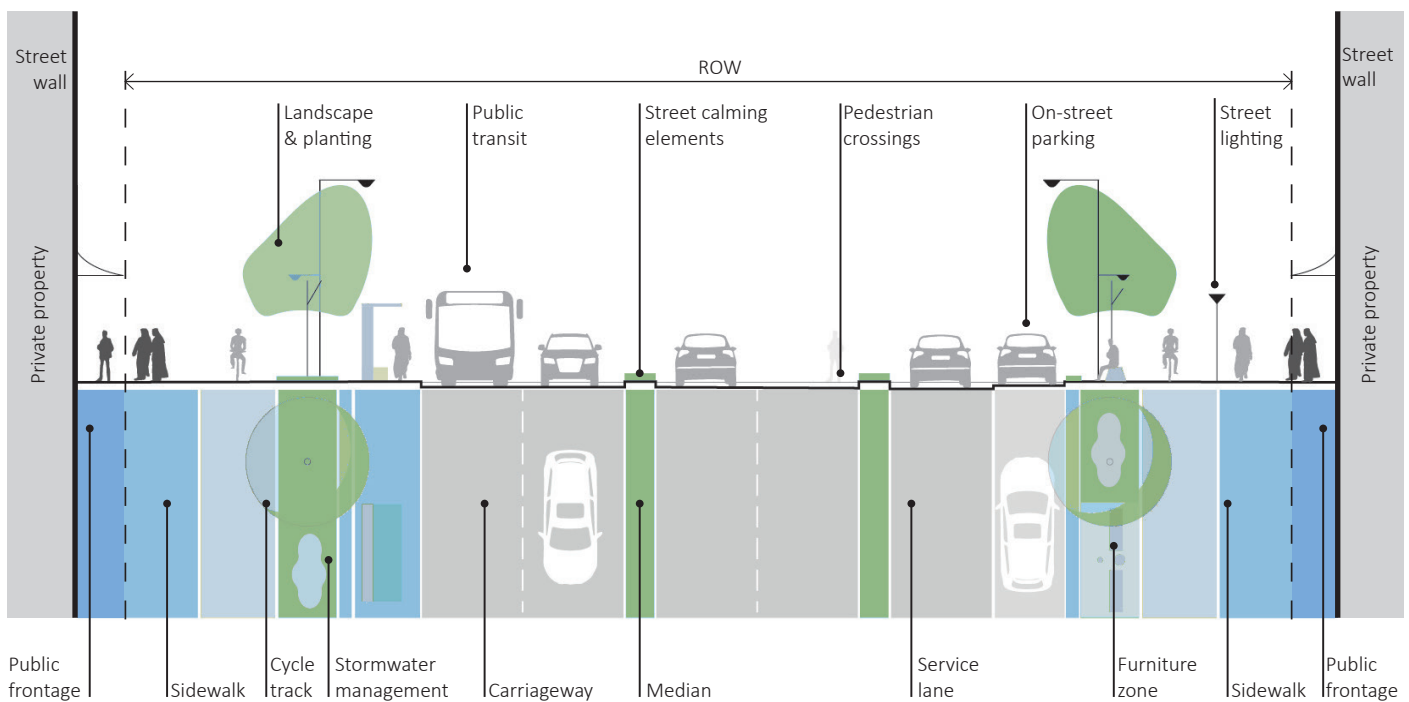 Street
wall
ROW
Street
wall
Landscape
& planting
Public
transit
Street calming
elements
Pedestrian
crossings
On-street
parking
Street
lighting
Private property
Private property
Public
frontage
Sidewalk
Cycle
track
Stormwater
management
Carriageway
Median
Service
lane
Furniture
zone
Sidewalk
Public
frontage